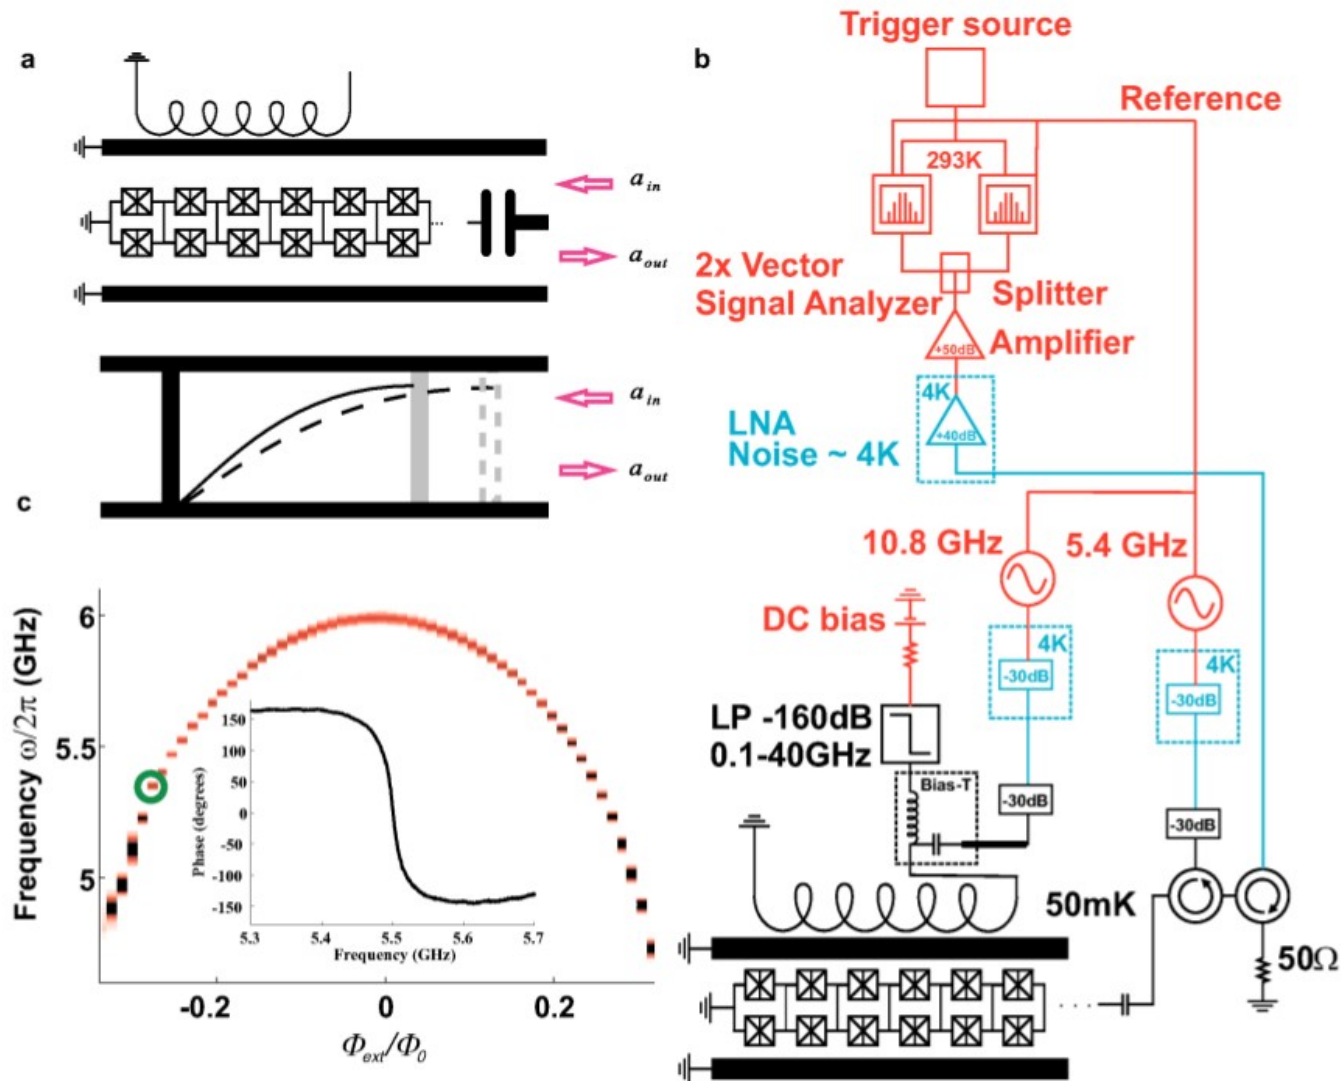 a
a_in
a_out
a_in
a_out
c
Frequency ω/2π (GHz)
6
5.5
5
-0.2
0
0.2
Φ_ext/Φ_0
Phase (degrees)
150
100
50
0
-50
-100
-150
5.3
5.4
5.5
5.6
5.7
Frequency (GHz)
b
Trigger source
Reference
293K
2x Vector
Signal Analyzer
Splitter
+50dB
Amplifier
4K
+40dB
LNA
Noise ~ 4K
10.8 GHz
5.4 GHz
DC bias
4K
-30dB
4K
-30dB
LP -160dB
0.1-40GHz
Bias-T
-30dB
-30dB
50mK
50Ω